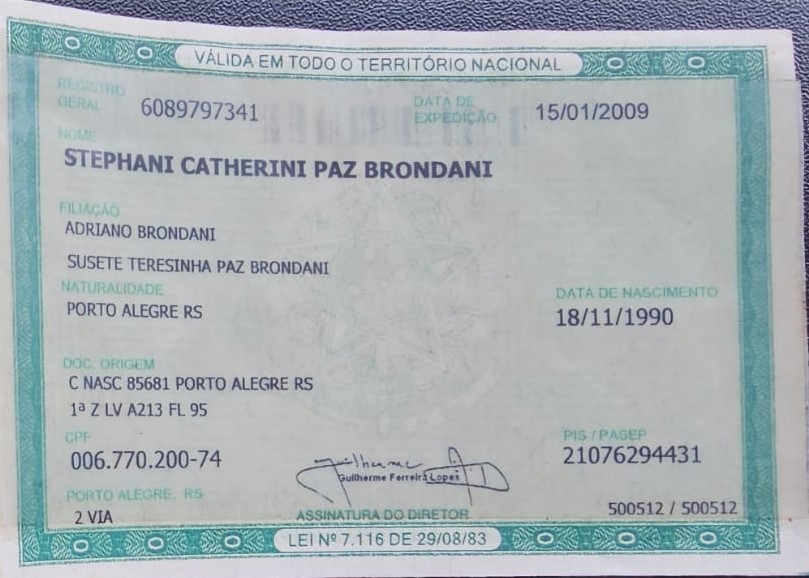 VÁLIDA EM TODO O TERRITÓRIO NACIONAL
REGISTRO GERAL 6089797341 DATA DE EXPEDIÇÃO 15/01/2009
NOME
STEPHANI CATHERINI PAZ BRONDANI
FILIAÇÃO
ADRIANO BRONDANI
SUSETE TERESINHA PAZ BRONDANI
NATURALIDADE DATA DE NASCIMENTO
PORTO ALEGRE RS 18/11/1990
DOC. ORIGEM
C NASC 85681 PORTO ALEGRE RS
1ª Z LV A213 FL 95
CPF PIS / PASEP
006.770.200-74 21076294431
Guilherme Ferreira Lopes
PORTO ALEGRE, RS
2 VIA ASSINATURA DO DIRETOR 500512 / 500512
LEI Nº 7.116 DE 29/08/83